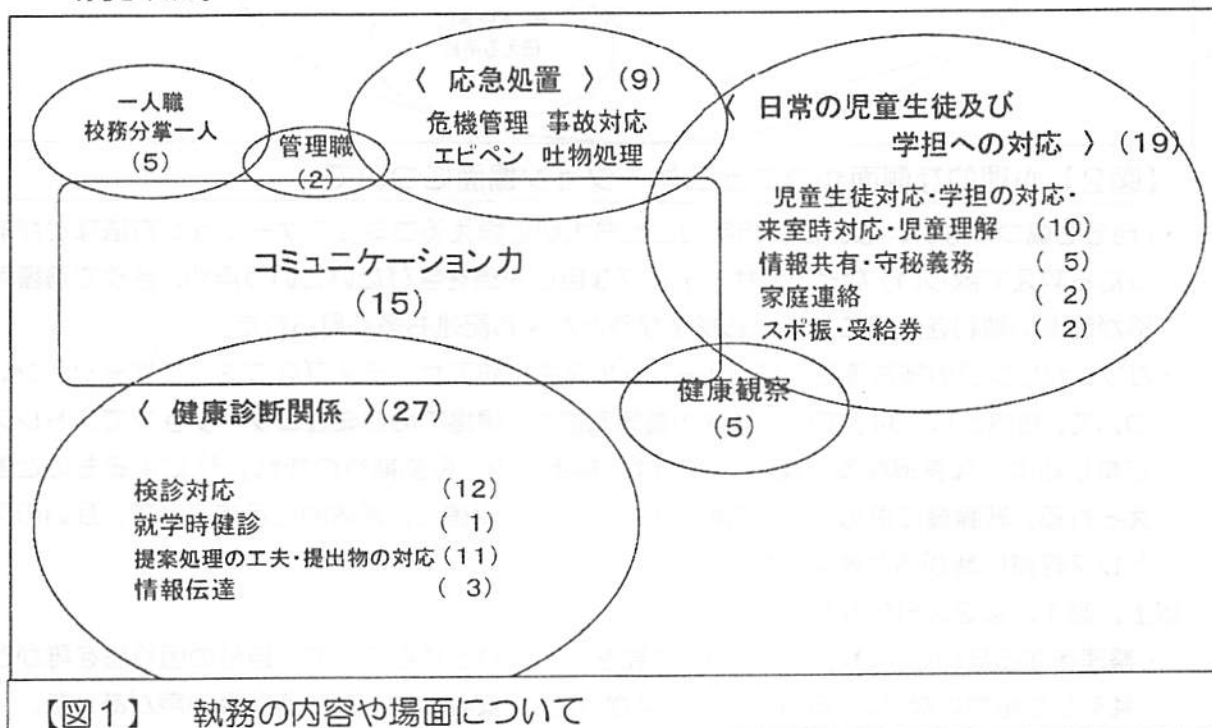 一人職
校務分掌一人
(5)
管理職
(2)
〈 応急処置 〉(9)
危機管理 事故対応
エピペン 吐物処理
〈 日常の児童生徒及び
学担への対応 〉(19)
児童生徒対応・学担の対応・
来室時対応・児童理解 (10)
情報共有・守秘義務 ( 5)
家庭連絡 ( 2)
スポ振・受給券 ( 2)
コミュニケーション力
(15)
健康観察
(5)
〈 健康診断関係 〉(27)
検診対応 (12)
就学時健診 ( 1)
提案処理の工夫・提出物の対応 (11)
情報伝達 ( 3)
【図1】 執務の内容や場面について